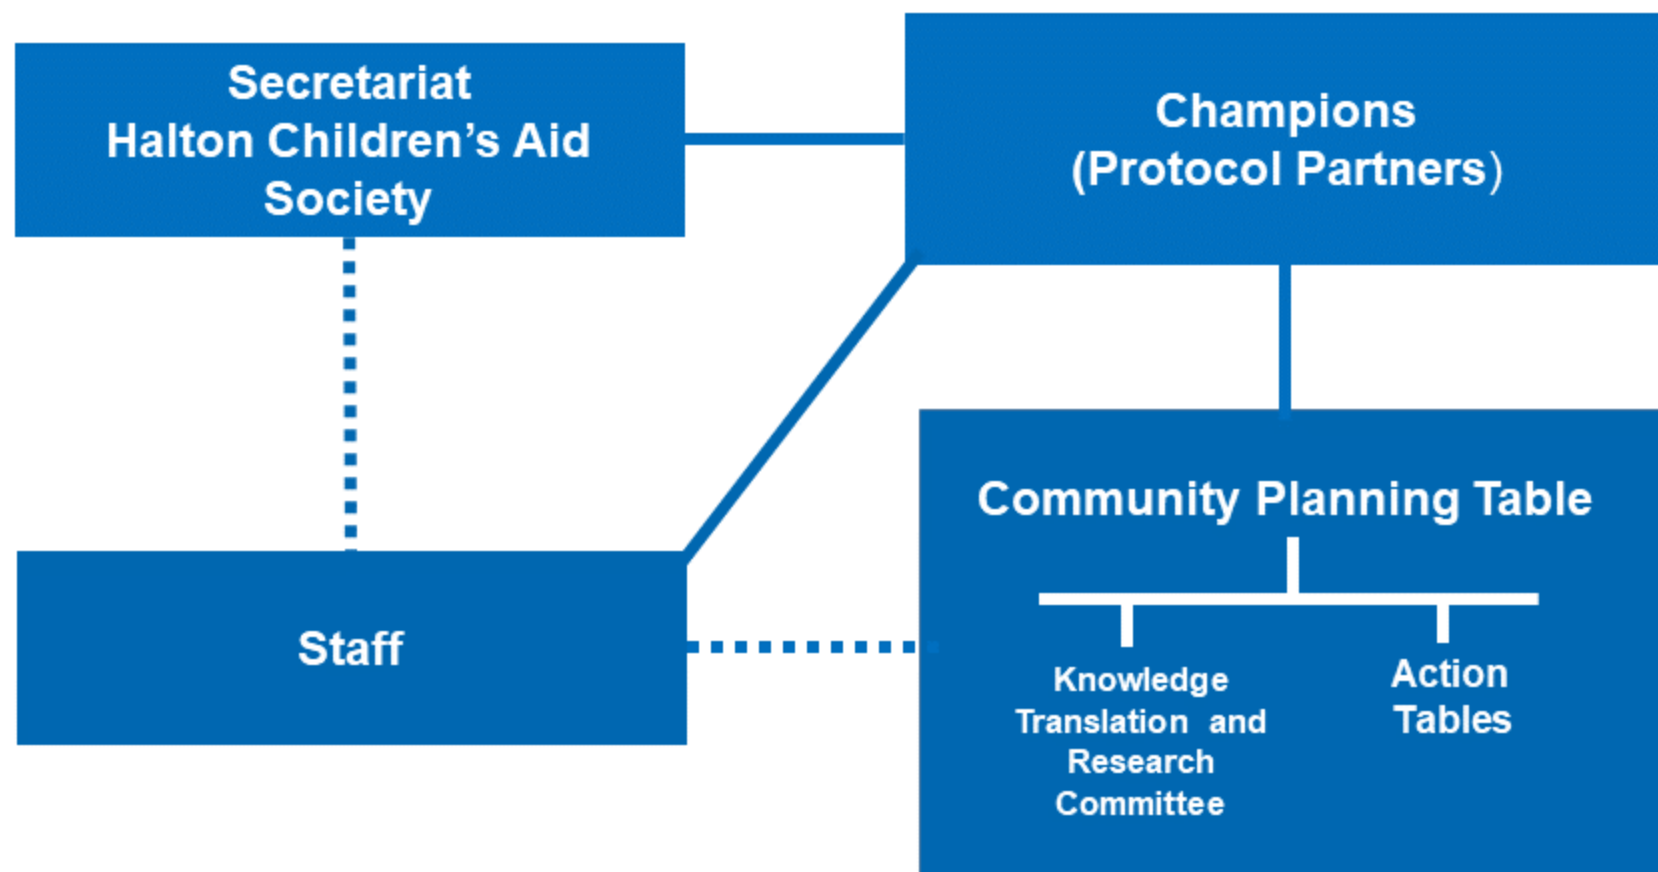 Secretariat
Halton Children’s Aid
Society
Champions
(Protocol Partners)
Staff
Community Planning Table
Knowledge
Translation and
Research
Committee
Action
Tables